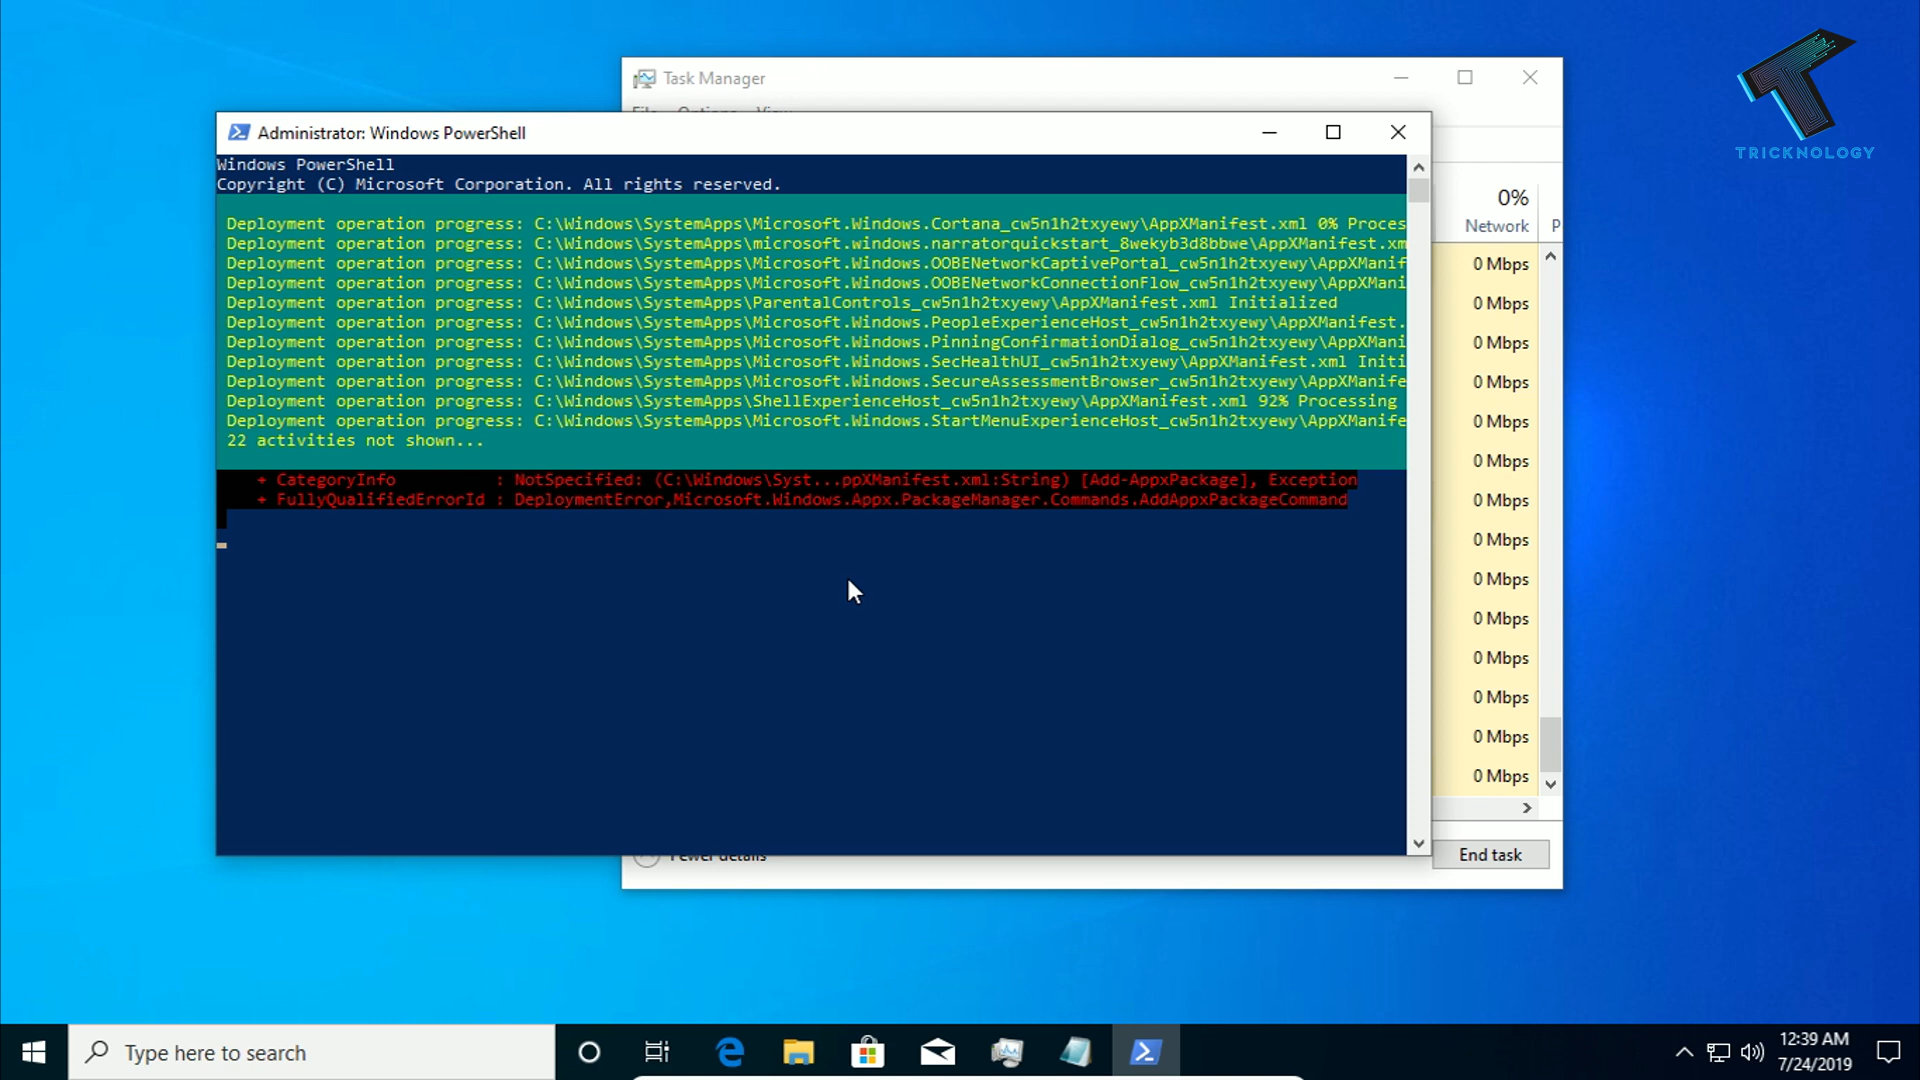 Task Manager
Administrator: Windows PowerShell
Windows PowerShell
Copyright (C) Microsoft Corporation. All rights reserved.
Deployment operation progress: C:\Windows\SystemApps\Microsoft.Windows.Cortana_cw5n1h2txyewy\AppXManifest.xml 0% Proces
Deployment operation progress: C:\Windows\SystemApps\microsoft.windows.narratorquickstart_8wekyb3d8bbwe\AppXManifest.xm
Deployment operation progress: C:\Windows\SystemApps\Microsoft.Windows.OOBENetworkCaptivePortal_cw5n1h2txyewy\AppXManif
Deployment operation progress: C:\Windows\SystemApps\Microsoft.Windows.OOBENetworkConnectionFlow_cw5n1h2txyewy\AppXMani
Deployment operation progress: C:\Windows\SystemApps\ParentalControls_cw5n1h2txyewy\AppXManifest.xml Initialized
Deployment operation progress: C:\Windows\SystemApps\Microsoft.Windows.PeopleExperienceHost_cw5n1h2txyewy\AppXManifest.
Deployment operation progress: C:\Windows\SystemApps\Microsoft.Windows.PinningConfirmationDialog_cw5n1h2txyewy\AppXMani
Deployment operation progress: C:\Windows\SystemApps\Microsoft.Windows.SecHealthUI_cw5n1h2txyewy\AppXManifest.xml Initi
Deployment operation progress: C:\Windows\SystemApps\Microsoft.Windows.SecureAssessmentBrowser_cw5n1h2txyewy\AppXManife
Deployment operation progress: C:\Windows\SystemApps\ShellExperienceHost_cw5n1h2txyewy\AppXManifest.xml 92% Processing
Deployment operation progress: C:\Windows\SystemApps\Microsoft.Windows.StartMenuExperienceHost_cw5n1h2txyewy\AppXManife
22 activities not shown...
+ CategoryInfo : NotSpecified: (C:\Windows\Syst...ppXManifest.xml:String) [Add-AppxPackage], Exception
+ FullyQualifiedErrorId : DeploymentError,Microsoft.Windows.Appx.PackageManager.Commands.AddAppxPackageCommand
0%
Network P
0 Mbps
0 Mbps
0 Mbps
0 Mbps
0 Mbps
0 Mbps
0 Mbps
0 Mbps
0 Mbps
0 Mbps
0 Mbps
0 Mbps
0 Mbps
0 Mbps
Fewer details
End task
TRICKNOLOGY
Type here to search
12:39 AM
7/24/2019